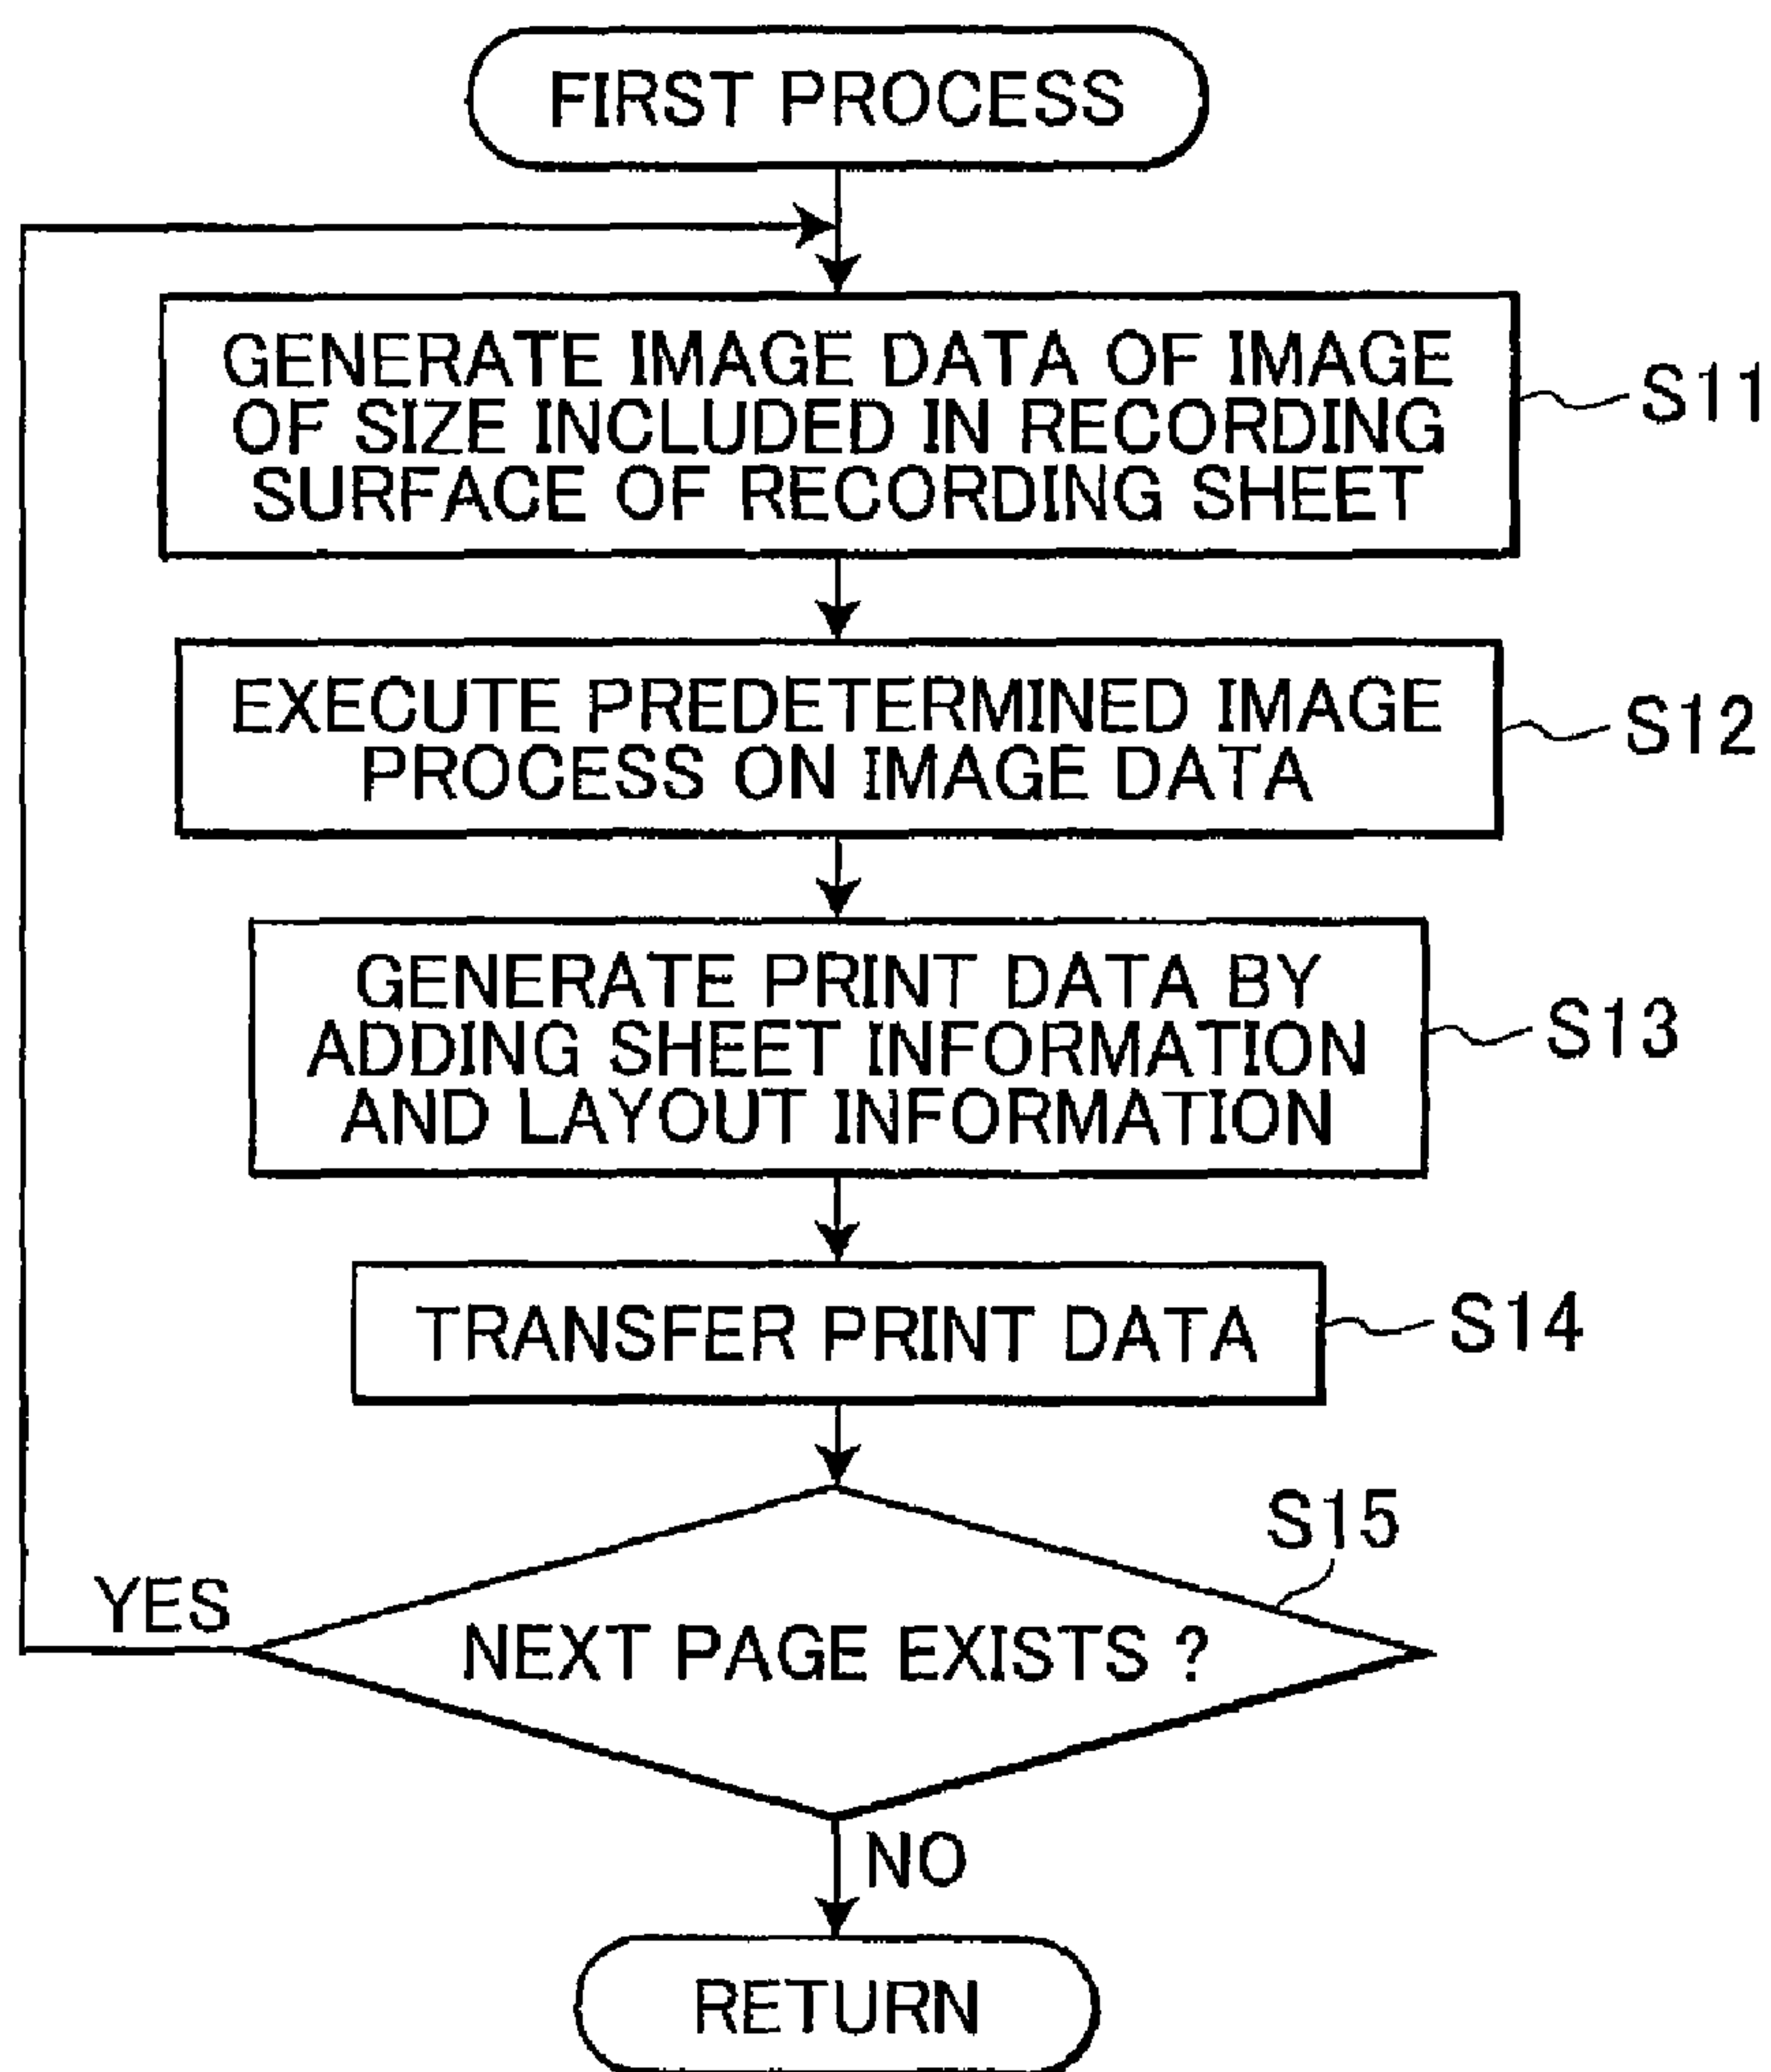 FIRST PROCESS
GENERATE IMAGE DATA OF IMAGE
OF SIZE INCLUDED IN RECORDING
SURFACE OF RECORDING SHEET
S11
EXECUTE PREDETERMINED IMAGE
PROCESS ON IMAGE DATA
S12
GENERATE PRINT DATA BY
ADDING SHEET INFORMATION
AND LAYOUT INFORMATION
S13
TRANSFER PRINT DATA
S14
S15
YES
NEXT PAGE EXISTS ?
NO
RETURN